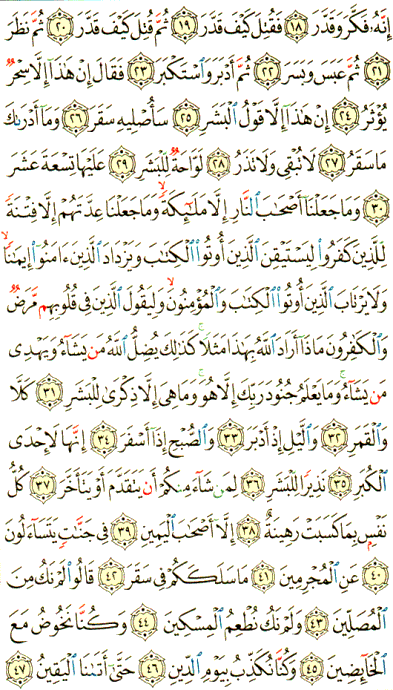 إِنَّهُۥ فَكَّرَ وَقَدَّرَ ١٨ فَقُتِلَ كَيْفَ قَدَّرَ ١٩ ثُمَّ قُتِلَ كَيْفَ قَدَّرَ ٢٠ ثُمَّ نَظَرَ
٢١ ثُمَّ عَبَسَ وَبَسَرَ ٢٢ ثُمَّ أَدْبَرَ وَٱسْتَكْبَرَ ٢٣ فَقَالَ إِنْ هَٰذَآ إِلَّا سِحْرٌ
يُؤْثَرُ ٢٤ إِنْ هَٰذَآ إِلَّا قَوْلُ ٱلْبَشَرِ ٢٥ سَأُصْلِيهِ سَقَرَ ٢٦ وَمَآ أَدْرَىٰكَ
مَا سَقَرُ ٢٧ لَا تُبْقِى وَلَا تَذَرُ ٢٨ لَوَّاحَةٌ لِّلْبَشَرِ ٢٩ عَلَيْهَا تِسْعَةَ عَشَرَ
٣٠ وَمَا جَعَلْنَآ أَصْحَٰبَ ٱلنَّارِ إِلَّا مَلَٰٓئِكَةً ۙ وَمَا جَعَلْنَا عِدَّتَهُمْ إِلَّا فِتْنَةً
لِّلَّذِينَ كَفَرُوا۟ لِيَسْتَيْقِنَ ٱلَّذِينَ أُوتُوا۟ ٱلْكِتَٰبَ وَيَزْدَادَ ٱلَّذِينَ ءَامَنُوٓا۟ إِيمَٰنًا ۙ
وَلَا يَرْتَابَ ٱلَّذِينَ أُوتُوا۟ ٱلْكِتَٰبَ وَٱلْمُؤْمِنُونَ ۙ وَلِيَقُولَ ٱلَّذِينَ فِى قُلُوبِهِم مَّرَضٌ
وَٱلْكَٰفِرُونَ مَاذَآ أَرَادَ ٱللَّهُ بِهَٰذَا مَثَلًا ۚ كَذَٰلِكَ يُضِلُّ ٱللَّهُ مَن يَشَآءُ وَيَهْدِى
مَن يَشَآءُ ۚ وَمَا يَعْلَمُ جُنُودَ رَبِّكَ إِلَّا هُوَ ۚ وَمَا هِىَ إِلَّا ذِكْرَىٰ لِلْبَشَرِ ٣١ كَلَّا
وَٱلْقَمَرِ ٣٢ وَٱلَّيْلِ إِذْ أَدْبَرَ ٣٣ وَٱلصُّبْحِ إِذَآ أَسْفَرَ ٣٤ إِنَّهَا لَإِحْدَى
ٱلْكُبَرِ ٣٥ نَذِيرًا لِّلْبَشَرِ ٣٦ لِمَن شَآءَ مِنكُمْ أَن يَتَقَدَّمَ أَوْ يَتَأَخَّرَ ٣٧ كُلُّ
نَفْسٍۭ بِمَا كَسَبَتْ رَهِينَةٌ ٣٨ إِلَّآ أَصْحَٰبَ ٱلْيَمِينِ ٣٩ فِى جَنَّٰتٍ يَتَسَآءَلُونَ
٤٠ عَنِ ٱلْمُجْرِمِينَ ٤١ مَا سَلَكَكُمْ فِى سَقَرَ ٤٢ قَالُوا۟ لَمْ نَكُ مِنَ
ٱلْمُصَلِّينَ ٤٣ وَلَمْ نَكُ نُطْعِمُ ٱلْمِسْكِينَ ٤٤ وَكُنَّا نَخُوضُ مَعَ
ٱلْخَآئِضِينَ ٤٥ وَكُنَّا نُكَذِّبُ بِيَوْمِ ٱلدِّينِ ٤٦ حَتَّىٰٓ أَتَىٰنَا ٱلْيَقِينُ ٤٧